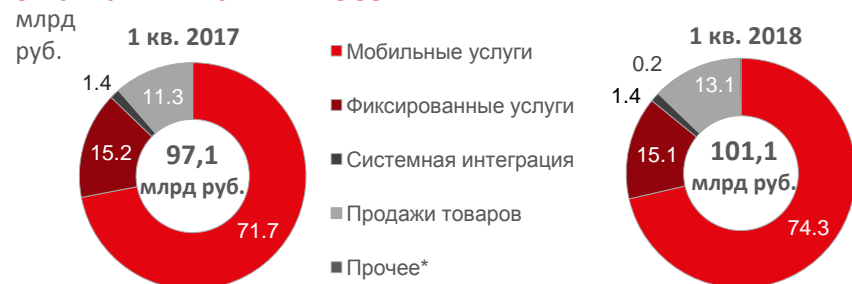 млрд
руб.
1 кв. 2017
1.4
11.3
15.2
97,1
млрд руб.
71.7
Мобильные услуги
Фиксированные услуги
Системная интеграция
Продажи товаров
Прочее*
1 кв. 2018
0.2
13.1
1.4
15.1
101,1
млрд руб.
74.3